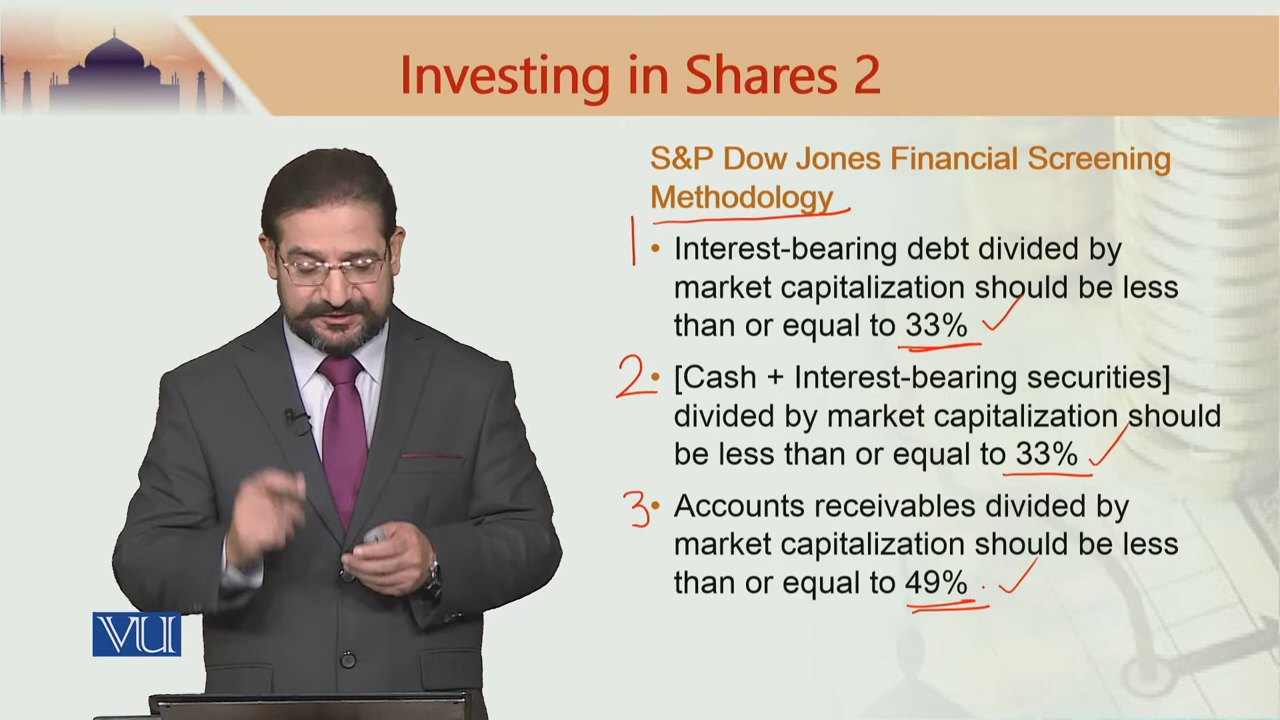 Investing in Shares 2
S&P Dow Jones Financial Screening
Methodology
1
• Interest-bearing debt divided by
market capitalization should be less
than or equal to 33%
2
• [Cash + Interest-bearing securities]
divided by market capitalization should
be less than or equal to 33%
3
• Accounts receivables divided by
market capitalization should be less
than or equal to 49%
VU